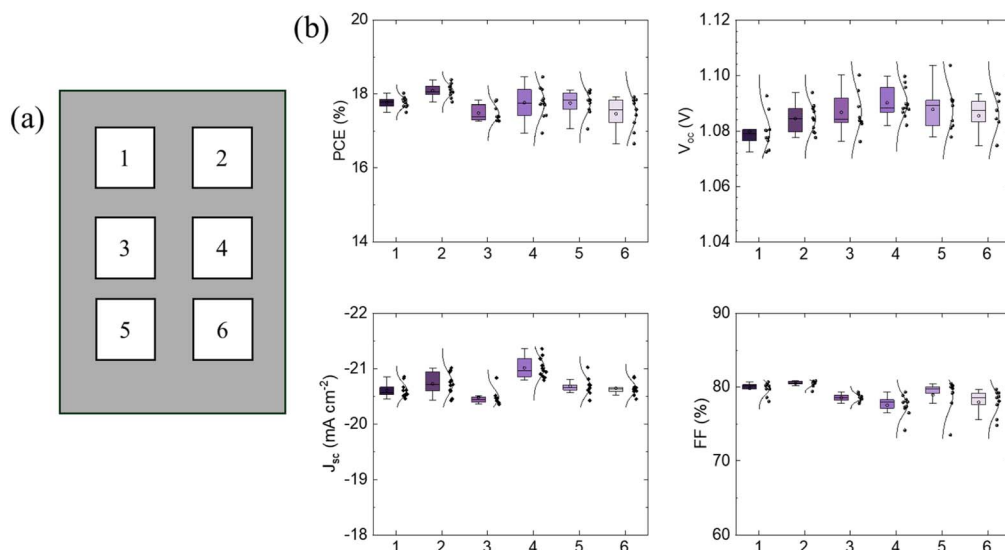 (a)
1 2
3 4
5 6
(b)
PCE (%)
20
18
16
14
1 2 3 4 5 6
Voc (V)
1.12
1.10
1.08
1.06
1.04
1 2 3 4 5 6
Jsc (mA cm-2)
-22
-21
-20
-19
-18
1 2 3 4 5 6
FF (%)
90
80
70
60
1 2 3 4 5 6